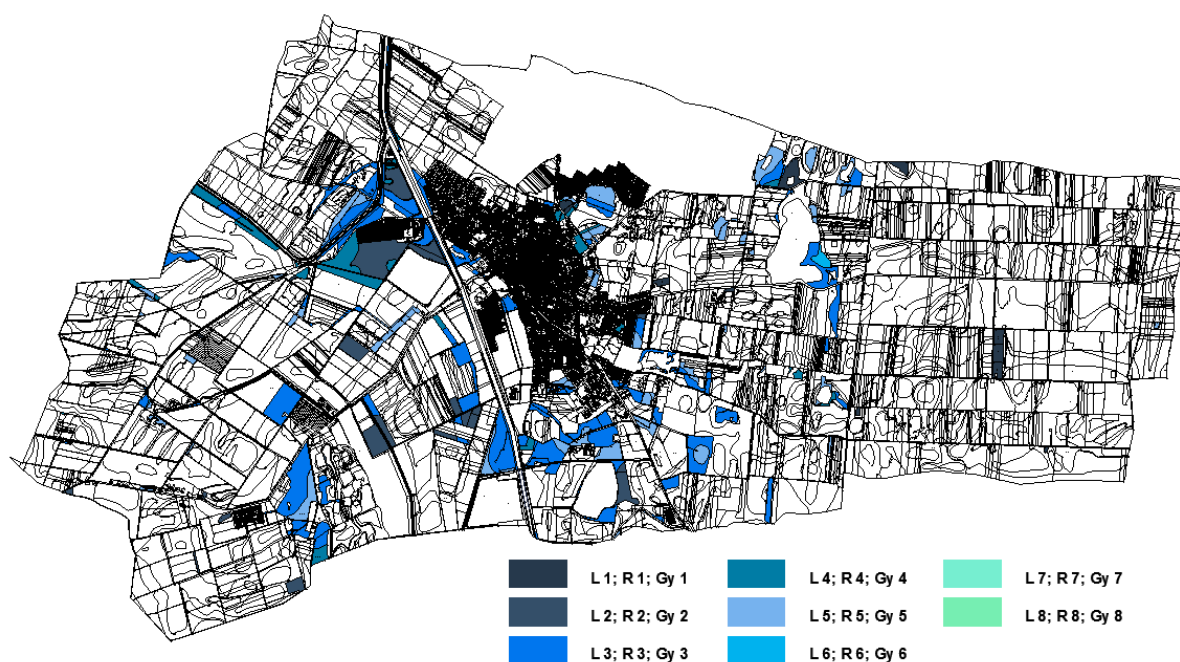 L 1; R 1; Gy 1
L 2; R 2; Gy 2
L 3; R 3; Gy 3
L 4; R 4; Gy 4
L 5; R 5; Gy 5
L 6; R 6; Gy 6
L 7; R 7; Gy 7
L 8; R 8; Gy 8